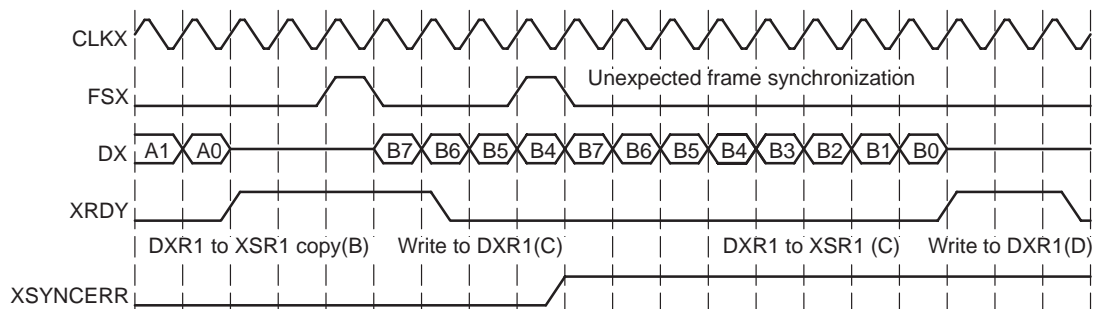 CLKX
Unexpected frame synchronization
FSX
DX A1 A0 B7 B6 B5 B4 B7 B6 B5 B4 B3 B2 B1 B0
XRDY
DXR1 to XSR1 copy(B) Write to DXR1(C) DXR1 to XSR1 (C) Write to DXR1(D)
XSYNCERR